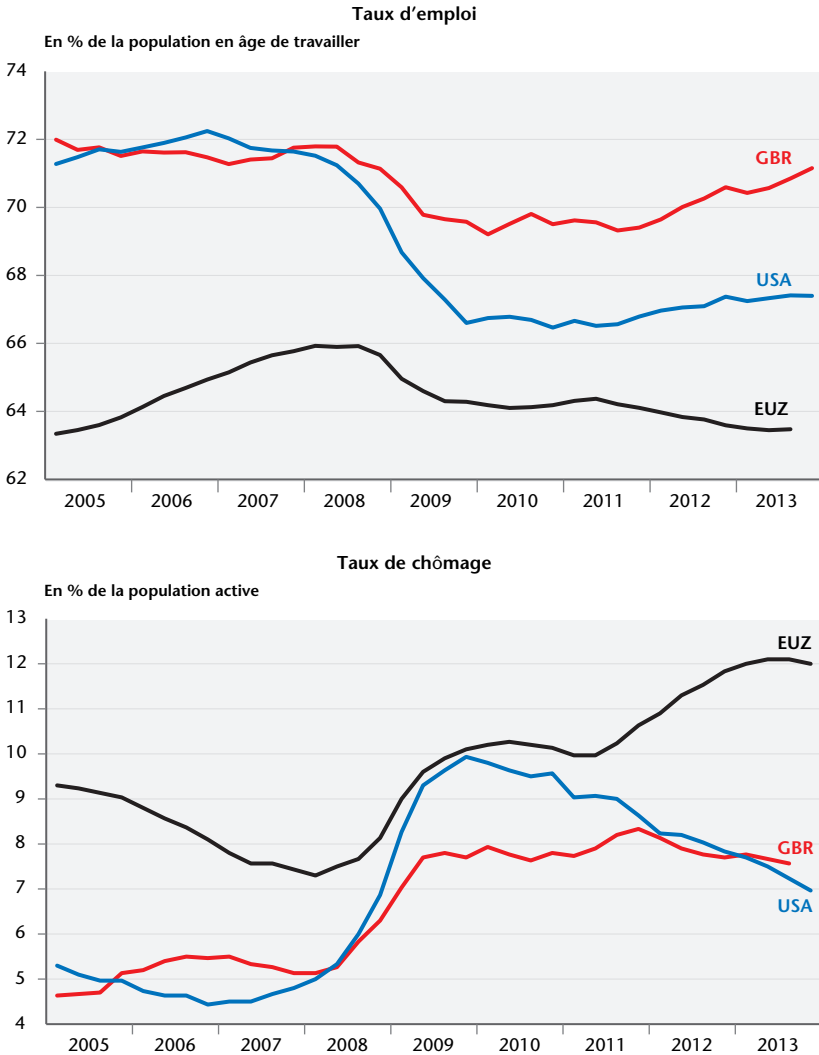 Taux d'emploi
En % de la population en âge de travailler
74
72
GBR
70
68
USA
66
64
EUZ
62
2005 2006 2007 2008 2009 2010 2011 2012 2013
Taux de chômage
En % de la population active
13
EUZ
12
11
10
9
8
GBR
7
USA
6
5
4
2005 2006 2007 2008 2009 2010 2011 2012 2013